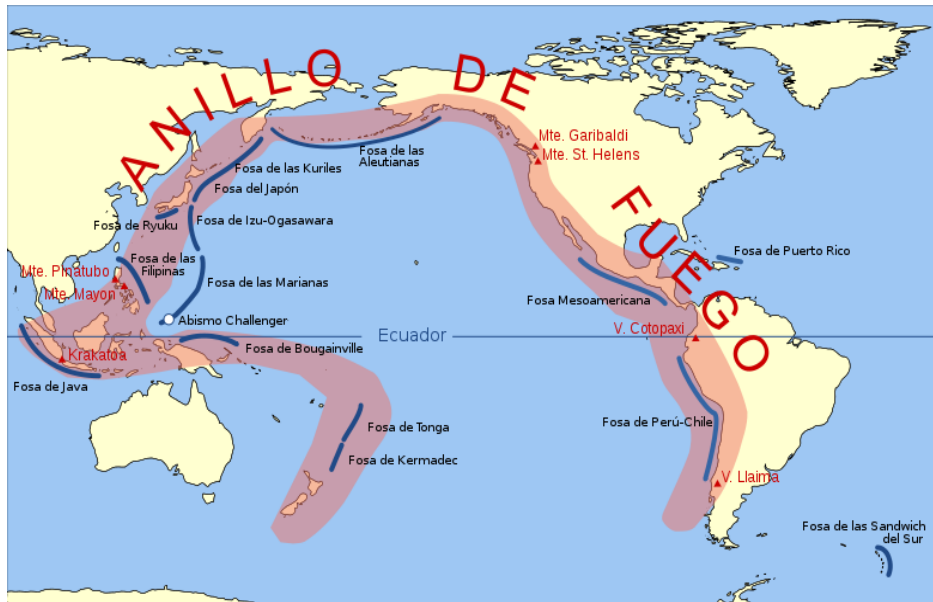 ANILLO DE FUEGO
Mte. Garibaldi
Mte. St. Helens
Fosa de las
Aleutianas
Fosa de las Kuriles
Fosa del Japón
Fosa de Izu-Ogasawara
Fosa de Ryuku
Fosa de las
Filipinas
Mte. Pinatubo
Mte. Mayon
Fosa de las Marianas
Abismo Challenger
Fosa de Puerto Rico
Fosa Mesoamericana
V. Cotopaxi
Ecuador
Fosa de Bougainville
Krakatoa
Fosa de Java
Fosa de Tonga
Fosa de Kermadec
Fosa de Perú-Chile
V. Llaima
Fosa de las Sandwich
del Sur